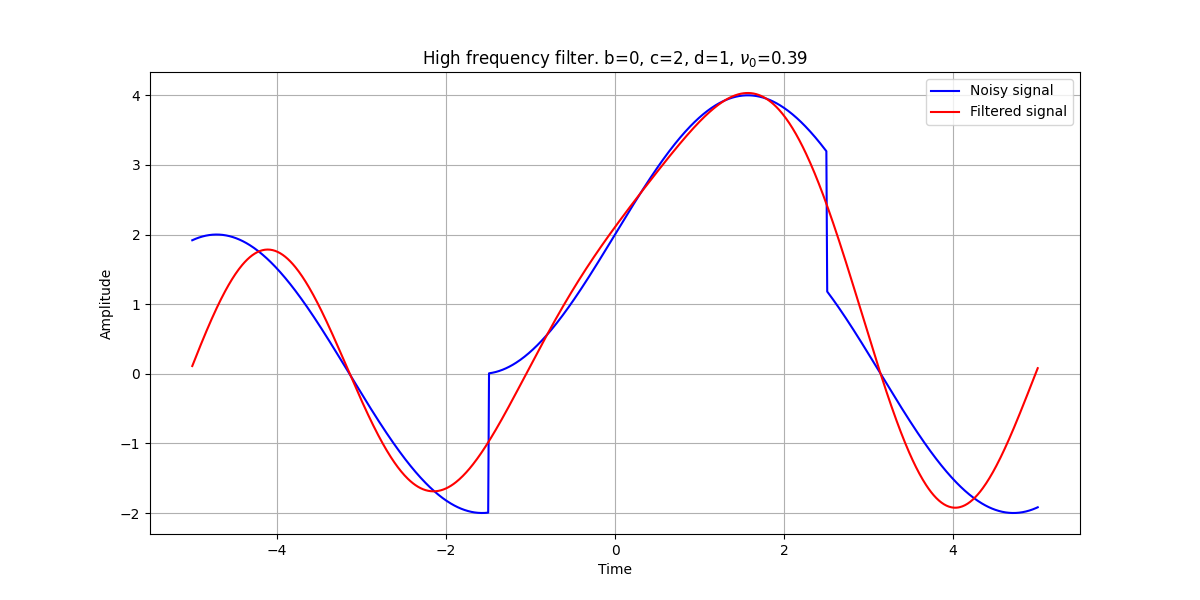 High frequency filter. b=0, c=2, d=1, ν₀=0.39
Noisy signal
Filtered signal
Amplitude
4
3
2
1
0
−1
−2
−4
−2
0
2
4
Time